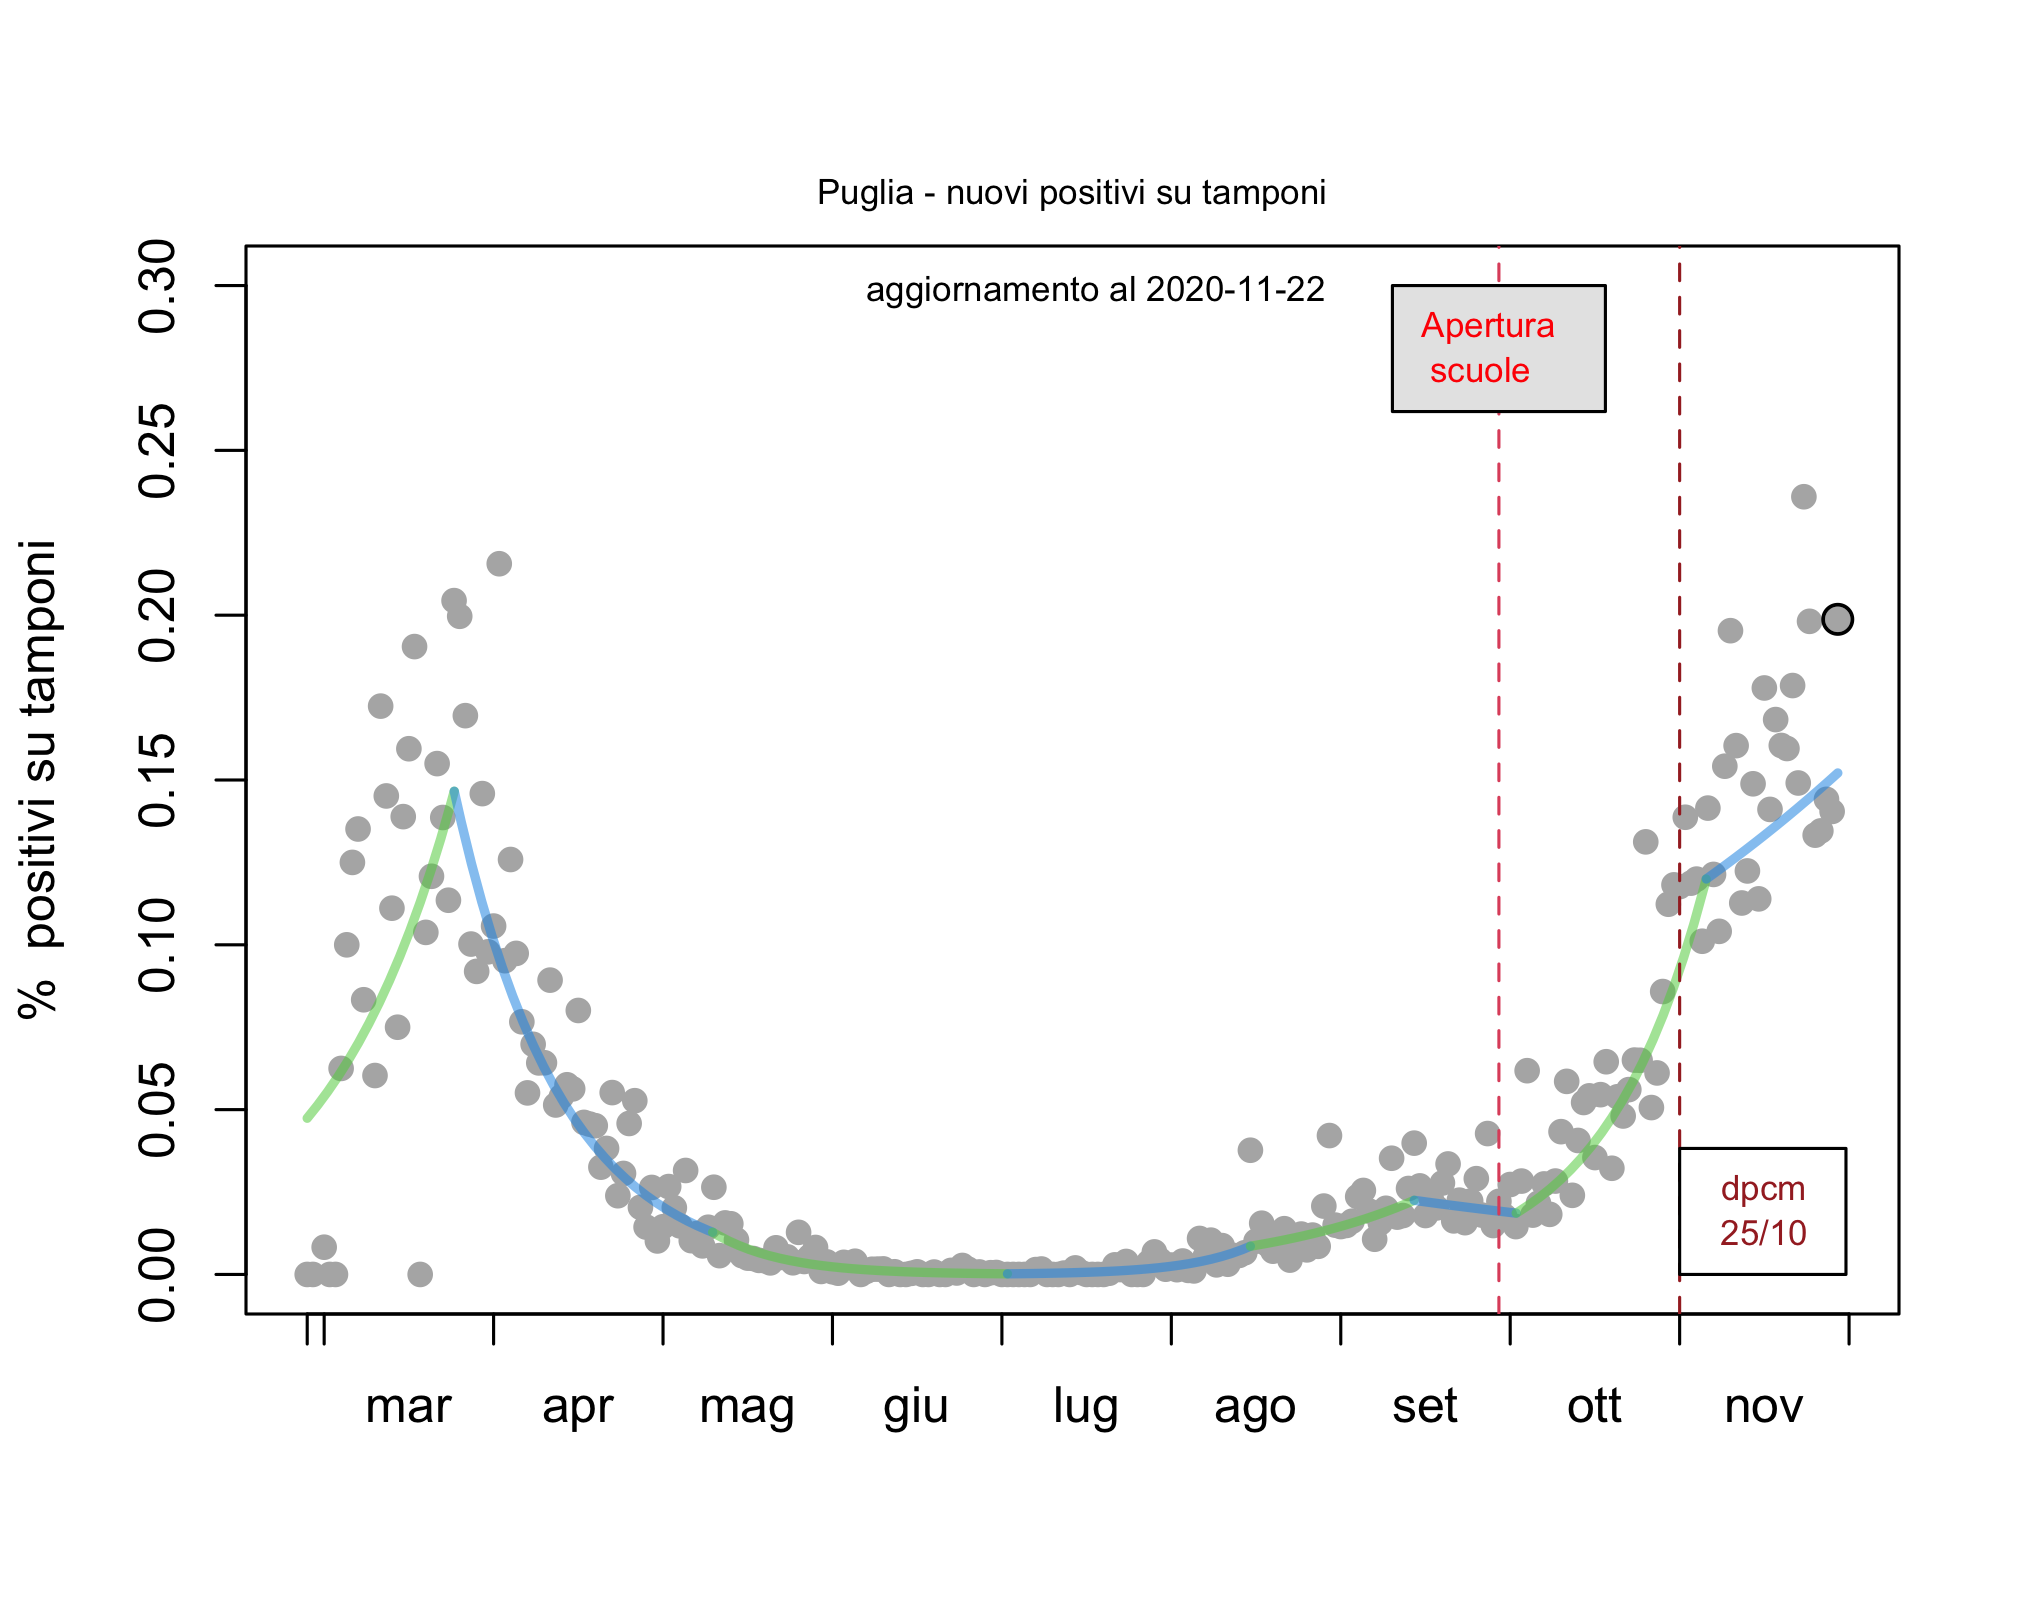 Puglia - nuovi positivi su tamponi
aggiornamento al 2020-11-22
Apertura
scuole
% positivi su tamponi
0.30
0.25
0.20
0.15
0.10
0.05
0.00
dpcm
25/10
mar apr mag giu lug ago set ott nov